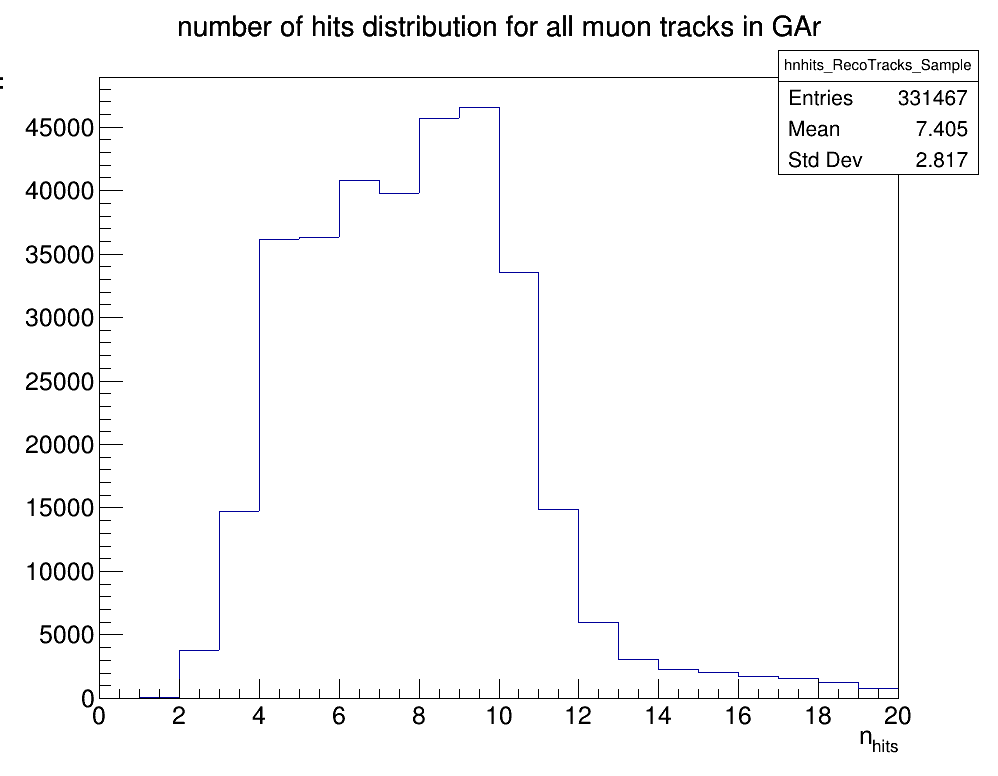 number of hits distribution for all muon tracks in GAr
hnhits_RecoTracks_Sample
Entries 331467
Mean 7.405
Std Dev 2.817
45000
40000
35000
30000
25000
20000
15000
10000
5000
0
0 2 4 6 8 10 12 14 16 18 20
n_hits